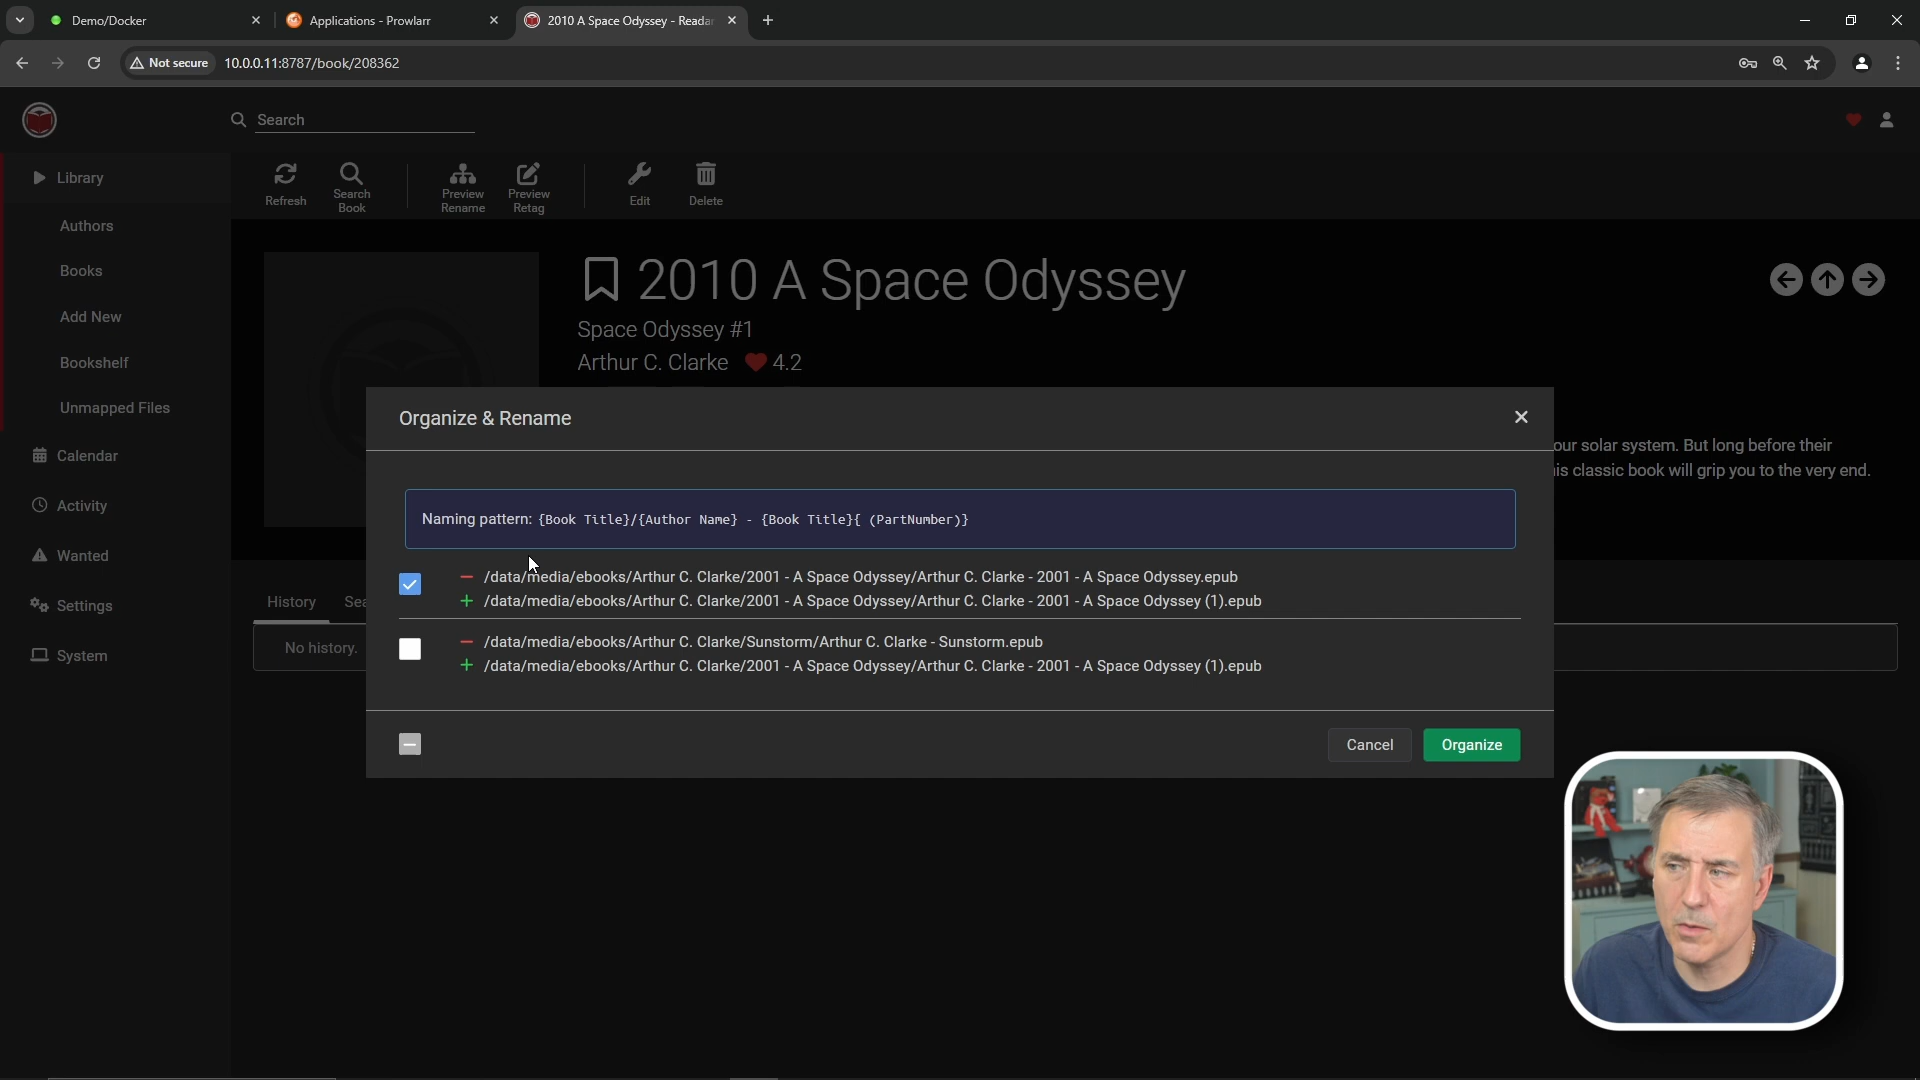 Demo/Docker
Applications - Prowlarr
2010 A Space Odyssey - Reada
Not secure
10.0.0.11:8787/book/208362
Search
Library
Authors
Books
Add New
Bookshelf
Unmapped Files
Calendar
Activity
Wanted
Settings
System
Refresh
Search
Book
Preview
Rename
Preview
Retag
Edit
Delete
2010 A Space Odyssey
Space Odyssey #1
Arthur C. Clarke 4.2
our solar system. But long before their
is classic book will grip you to the very end.
Organize & Rename
Naming pattern: {Book Title}/{Author Name} - {Book Title}{ (PartNumber)}
/data/media/ebooks/Arthur C. Clarke/2001 - A Space Odyssey/Arthur C. Clarke - 2001 - A Space Odyssey.epub
/data/media/ebooks/Arthur C. Clarke/2001 - A Space Odyssey/Arthur C. Clarke - 2001 - A Space Odyssey (1).epub
/data/media/ebooks/Arthur C. Clarke/Sunstorm/Arthur C. Clarke - Sunstorm.epub
/data/media/ebooks/Arthur C. Clarke/2001 - A Space Odyssey/Arthur C. Clarke - 2001 - A Space Odyssey (1).epub
Cancel
Organize
History
Sea
No history.